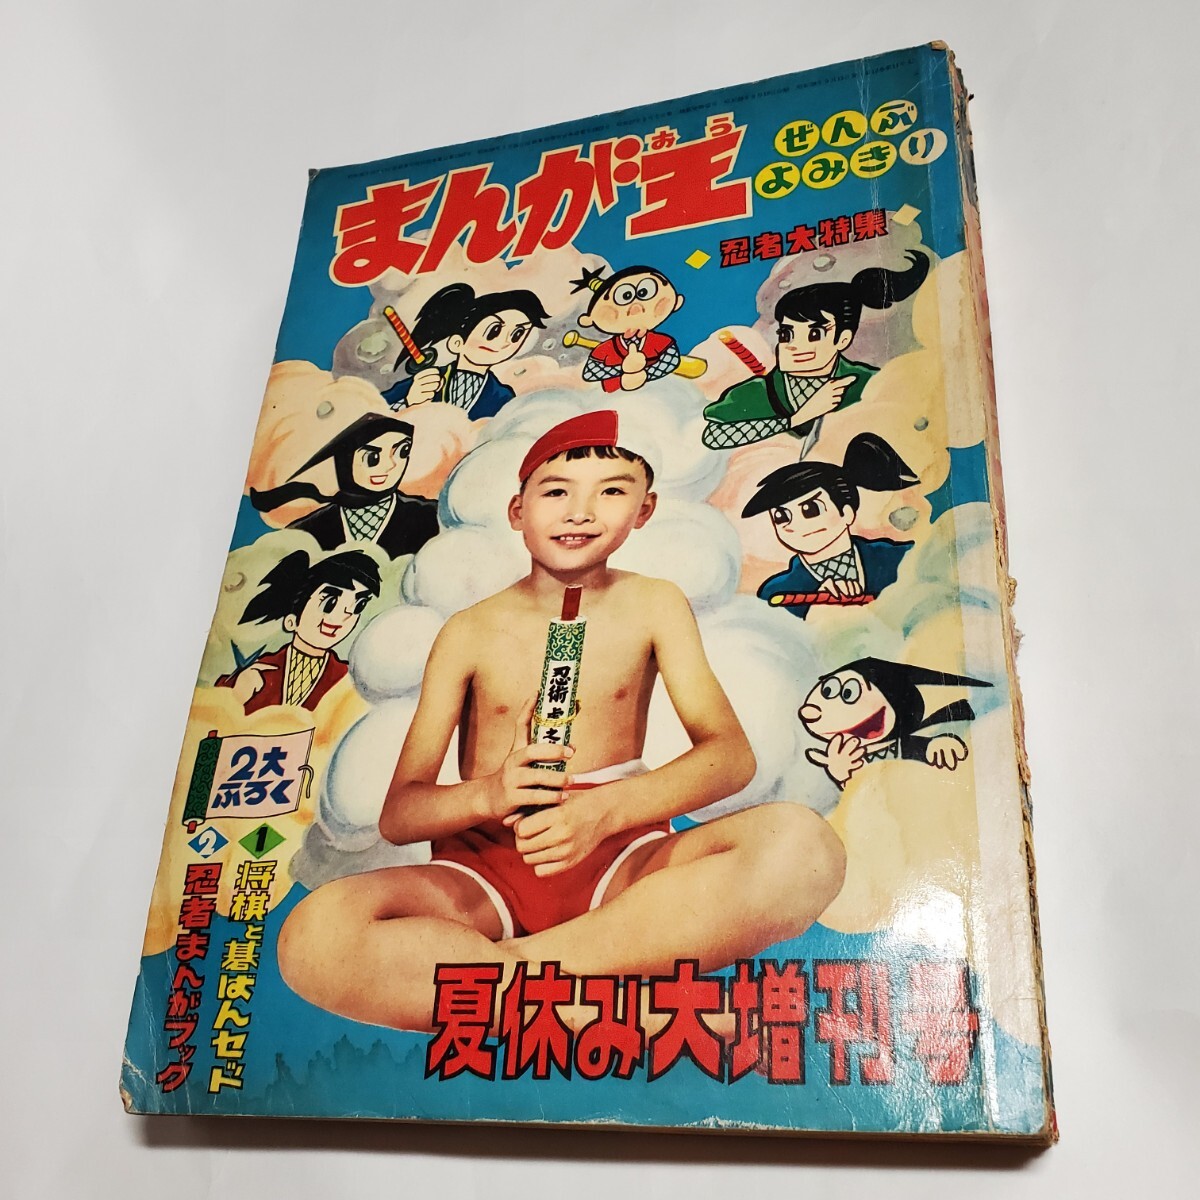 まんが王
おう
ぜんぶ
よみきり
忍者大特集
忍術虎之
2大
ふろく
1 将棋と碁ばんセット
2 忍者まんがブック
夏休み大増刊号